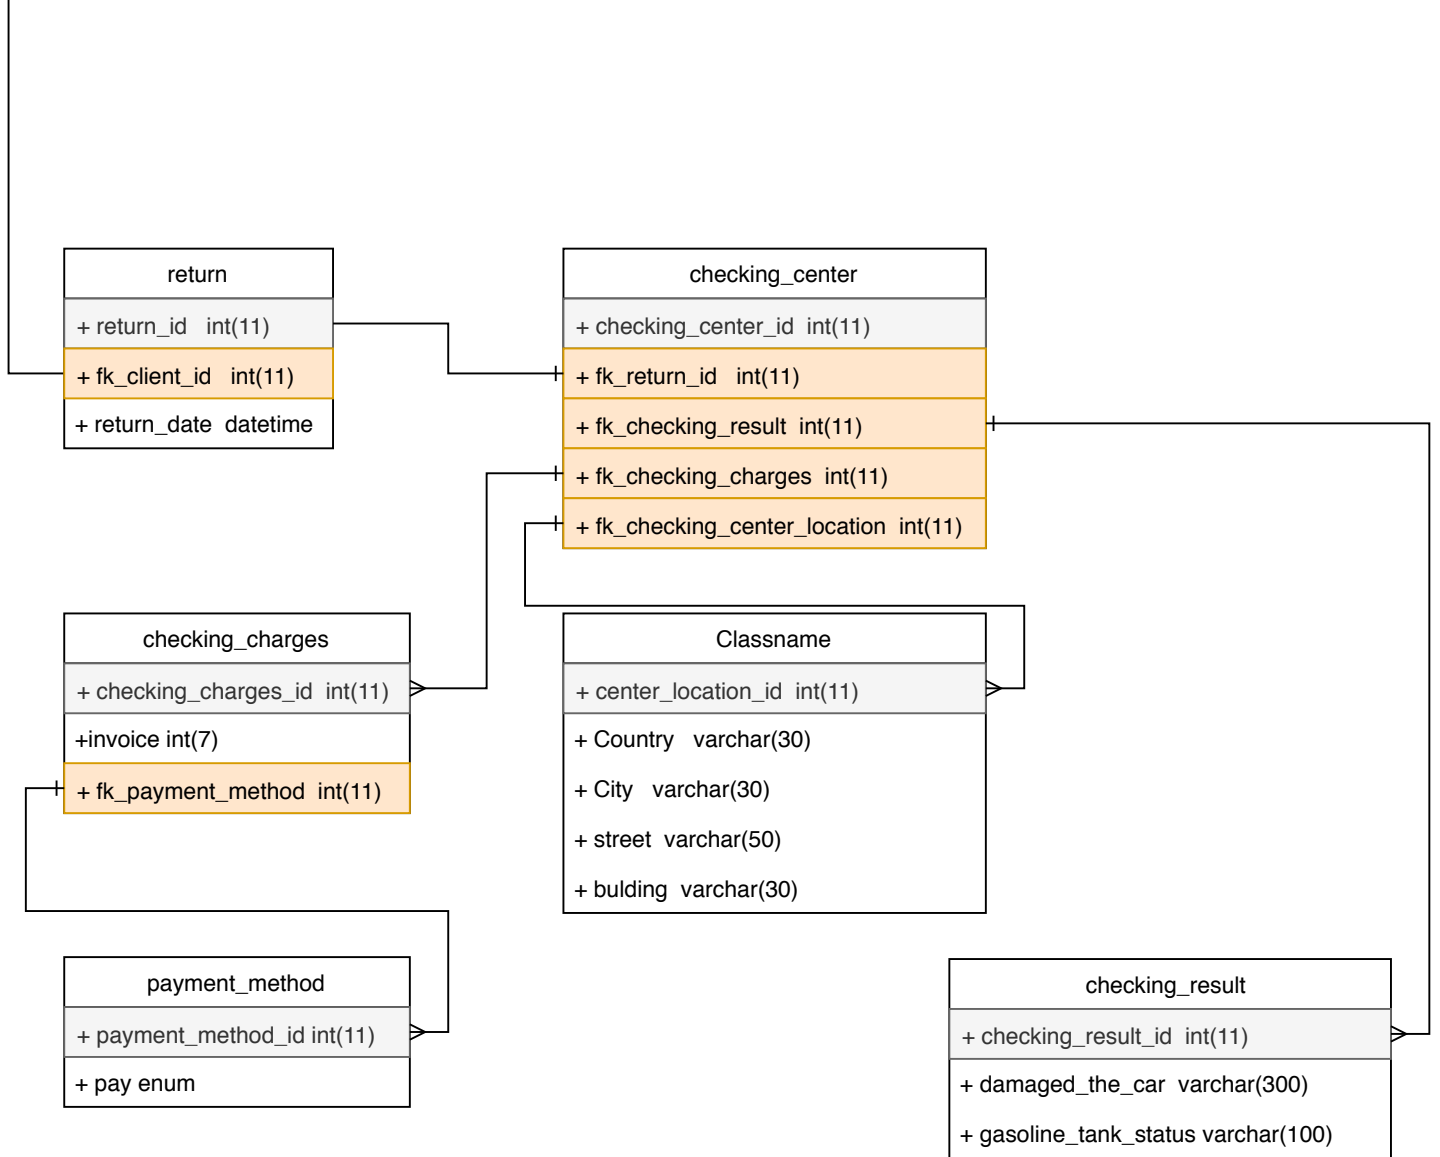 return
+ return_id int(11)
+ fk_client_id int(11)
+ return_date datetime
checking_center
+ checking_center_id int(11)
+ fk_return_id int(11)
+ fk_checking_result int(11)
+ fk_checking_charges int(11)
+ fk_checking_center_location int(11)
checking_charges
+ checking_charges_id int(11)
+invoice int(7)
+ fk_payment_method int(11)
Classname
+ center_location_id int(11)
+ Country varchar(30)
+ City varchar(30)
+ street varchar(50)
+ bulding varchar(30)
payment_method
+ payment_method_id int(11)
+ pay enum
checking_result
+ checking_result_id int(11)
+ damaged_the_car varchar(300)
+ gasoline_tank_status varchar(100)